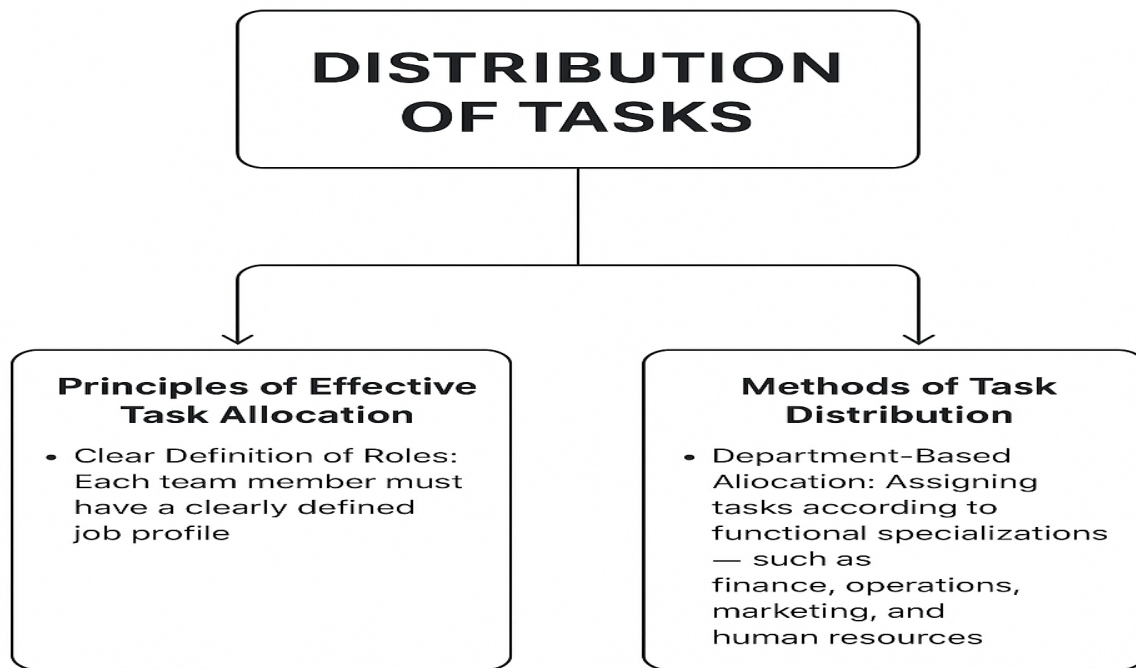 DISTRIBUTION
OF TASKS
Principles of Effective
Task Allocation
• Clear Definition of Roles:
Each team member must
have a clearly defined
job profile
Methods of Task
Distribution
• Department-Based
Allocation: Assigning
tasks according to
functional specializations
— such as
finance, operations,
marketing, and
human resources